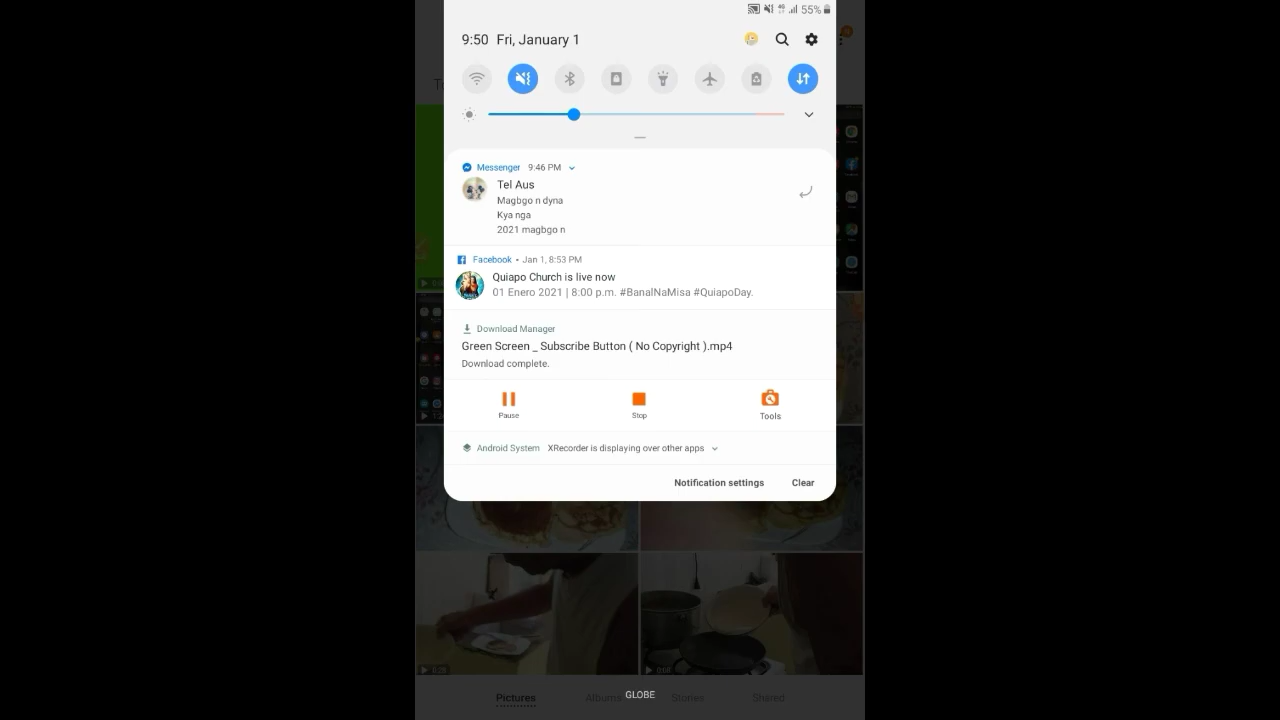 55%
9:50 Fri, January 1
Messenger 9:46 PM
Tel Aus
Magbgo n dyna
Kya nga
2021 magbgo n
Facebook • Jan 1, 8:53 PM
Quiapo Church is live now
01 Enero 2021 | 8:00 p.m. #BanalNaMisa #QuiapoDay.
Download Manager
Green Screen _ Subscribe Button ( No Copyright ).mp4
Download complete.
Pause Stop Tools
Android System XRecorder is displaying over other apps
Notification settings Clear
Pictures Albums GLOBE Stories Shared